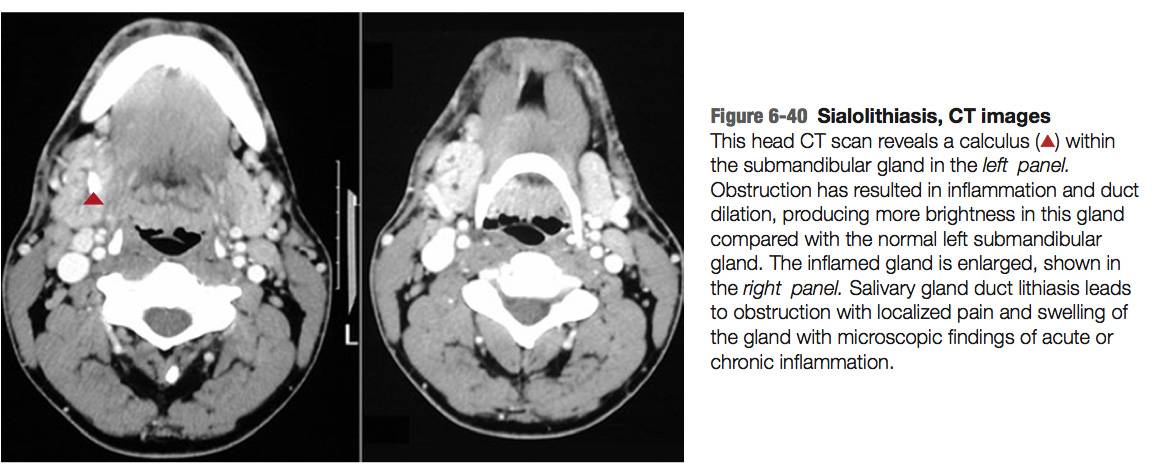 L
Figure 6-40 Sialolithiasis, CT images
This head CT scan reveals a calculus (▲) within
the submandibular gland in the left panel.
Obstruction has resulted in inflammation and duct
dilation, producing more brightness in this gland
compared with the normal left submandibular
gland. The inflamed gland is enlarged, shown in
the right panel. Salivary gland duct lithiasis leads
to obstruction with localized pain and swelling of
the gland with microscopic findings of acute or
chronic inflammation.